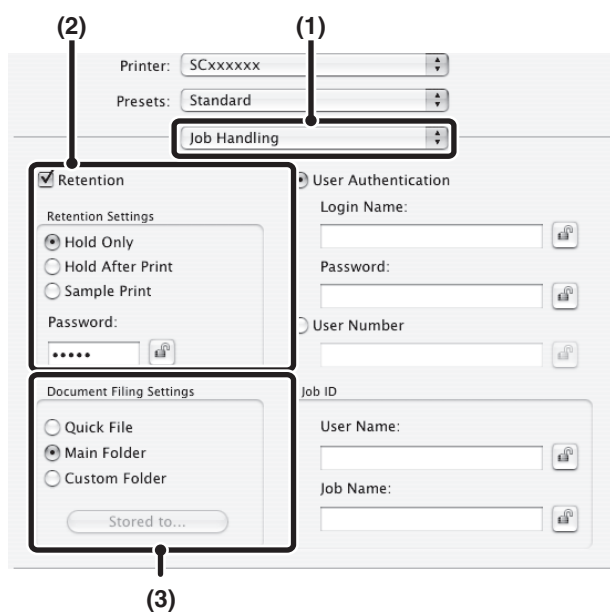 (2) (1)
Printer: SCxxxxxx
Presets: Standard
Job Handling
Retention
Retention Settings
Hold Only
Hold After Print
Sample Print
Password:
•••••
User Authentication
Login Name:
Password:
User Number
Document Filing Settings
Quick File
Main Folder
Custom Folder
Stored to...
Job ID
User Name:
Job Name:
(3)